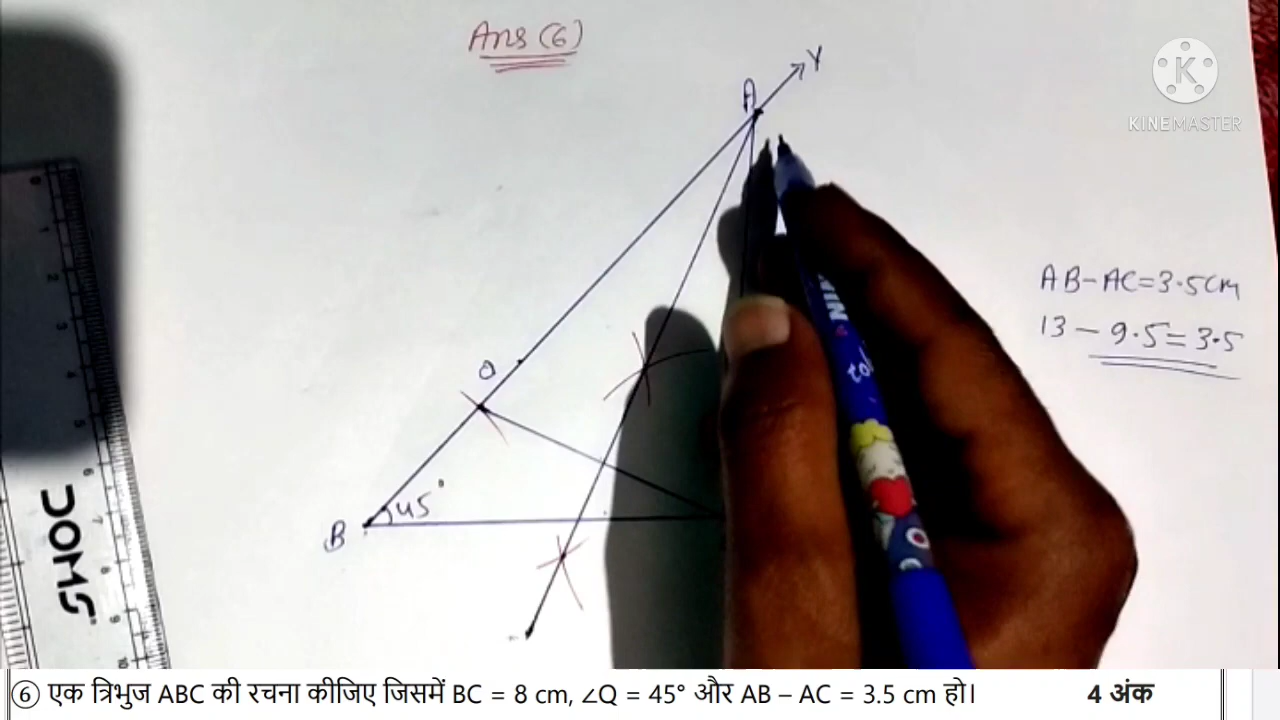 Ans (6)
Y
A
K
KINEMASTER
AB-AC=3.5cm
13 - 9.5=3.5
Q
45°
B
DOMS
⑥ एक त्रिभुज ABC की रचना कीजिए जिसमें BC = 8 cm, ∠Q = 45° और AB – AC = 3.5 cm हो। 4 अंक